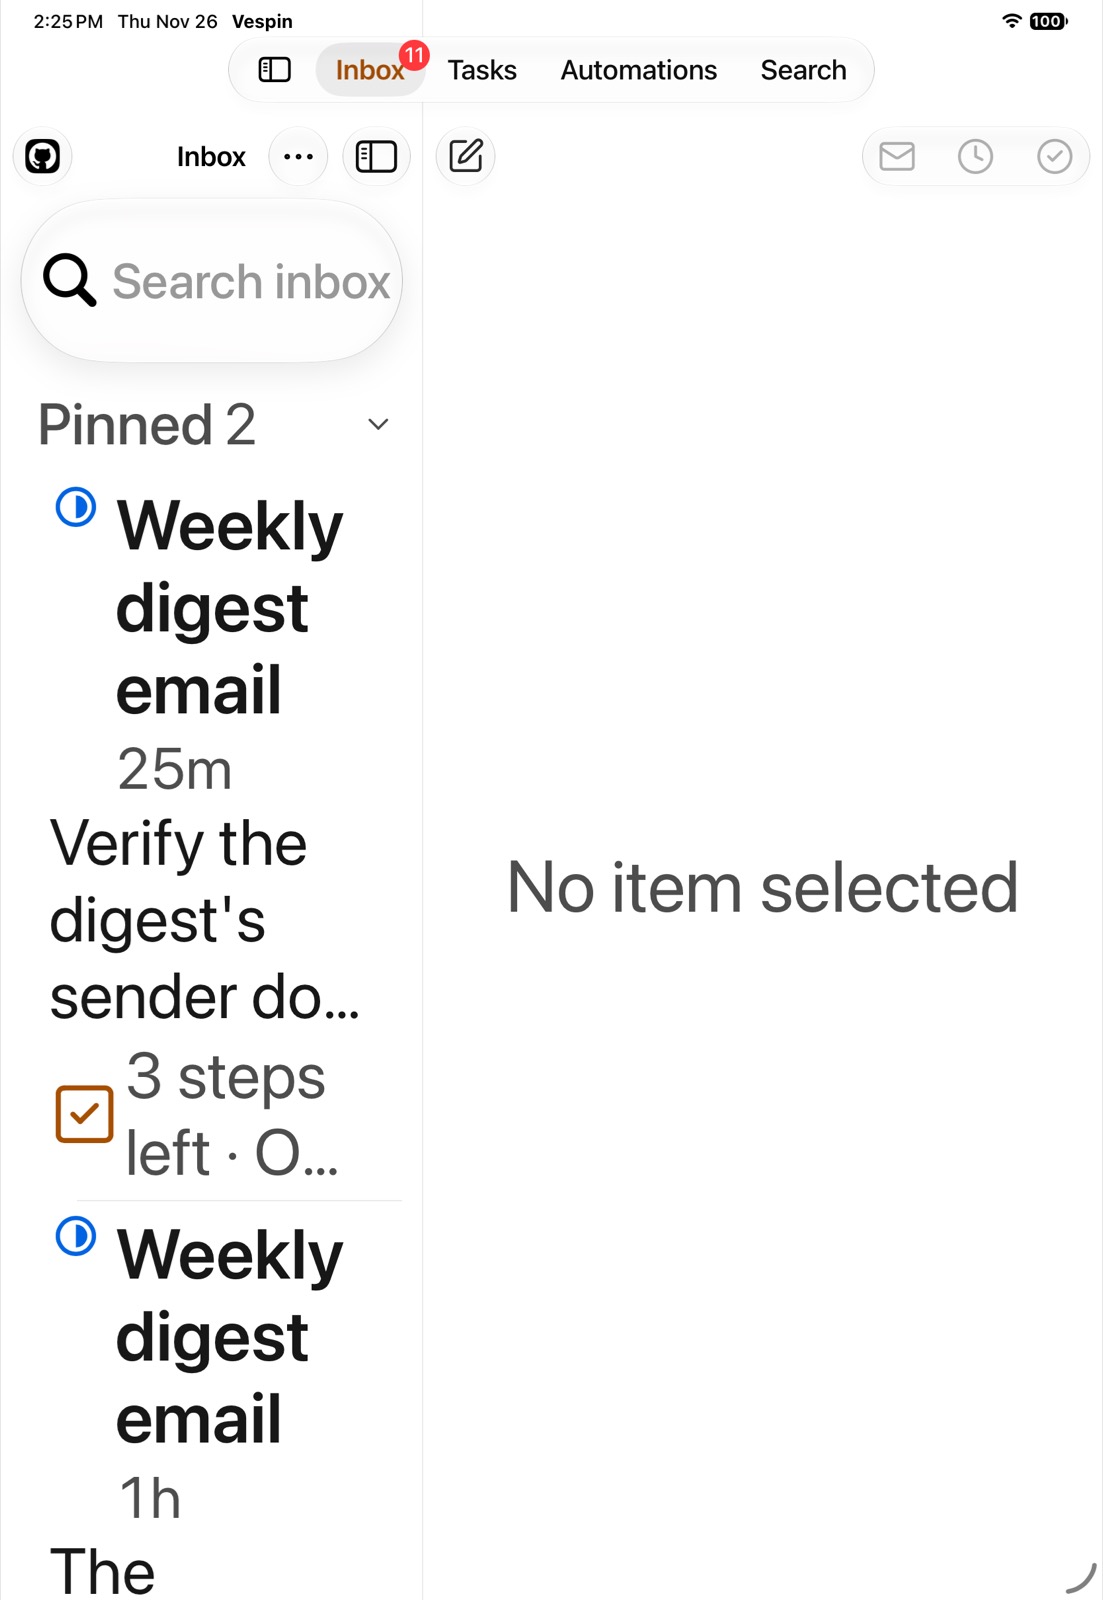 2:25 PM Thu Nov 26 Vespin
100
Inbox 11 Tasks Automations Search
Inbox
Search inbox
Pinned 2
Weekly
digest
email
25m
Verify the
digest's
sender do...
3 steps
left · O...
Weekly
digest
email
1h
The
No item selected